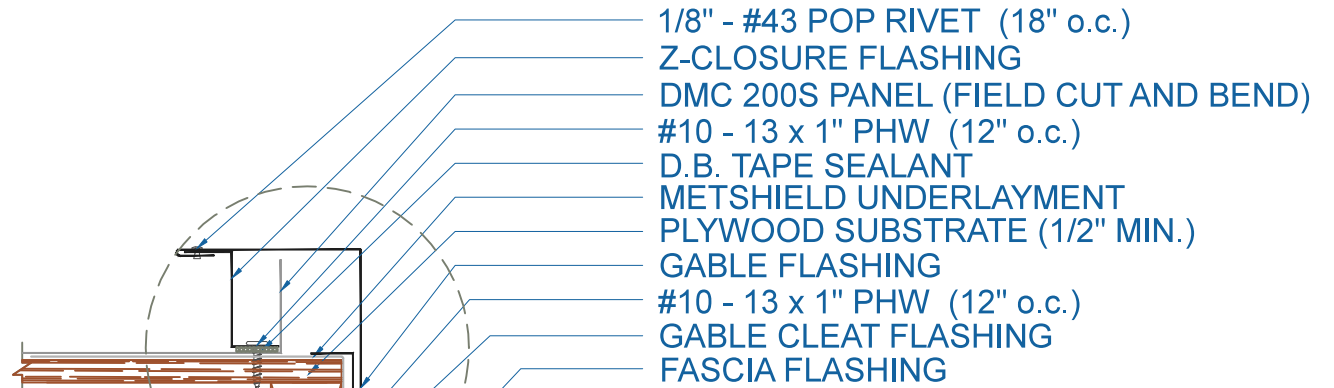 1/8" - #43 POP RIVET (18" o.c.)
Z-CLOSURE FLASHING
DMC 200S PANEL (FIELD CUT AND BEND)
#10 - 13 x 1" PHW (12" o.c.)
D.B. TAPE SEALANT
METSHIELD UNDERLAYMENT
PLYWOOD SUBSTRATE (1/2" MIN.)
GABLE FLASHING
#10 - 13 x 1" PHW (12" o.c.)
GABLE CLEAT FLASHING
FASCIA FLASHING